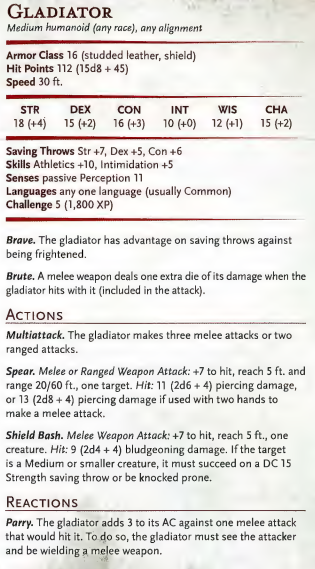 GLADIATOR
Medium humanoid (any race), any alignment
Armor Class 16 (studded leather, shield)
Hit Points 112 (15d8 + 45)
Speed 30 ft.
STR DEX CON INT WIS CHA
18 (+4) 15 (+2) 16 (+3) 10 (+0) 12 (+1) 15 (+2)
Saving Throws Str +7, Dex +5, Con +6
Skills Athletics +10, Intimidation +5
Senses passive Perception 11
Languages any one language (usually Common)
Challenge 5 (1,800 XP)
Brave. The gladiator has advantage on saving throws against
being frightened.
Brute. A melee weapon deals one extra die of its damage when the
gladiator hits with it (included in the attack).
ACTIONS
Multiattack. The gladiator makes three melee attacks or two
ranged attacks.
Spear. Melee or Ranged Weapon Attack: +7 to hit, reach 5 ft. and
range 20/60 ft., one target. Hit: 11 (2d6 + 4) piercing damage,
or 13 (2d8 + 4) piercing damage if used with two hands to
make a melee attack.
Shield Bash. Melee Weapon Attack: +7 to hit, reach 5 ft., one
creature. Hit: 9 (2d4 + 4) bludgeoning damage. If the target
is a Medium or smaller creature, it must succeed on a DC 15
Strength saving throw or be knocked prone.
REACTIONS
Parry. The gladiator adds 3 to its AC against one melee attack
that would hit it. To do so, the gladiator must see the attacker
and be wielding a melee weapon.